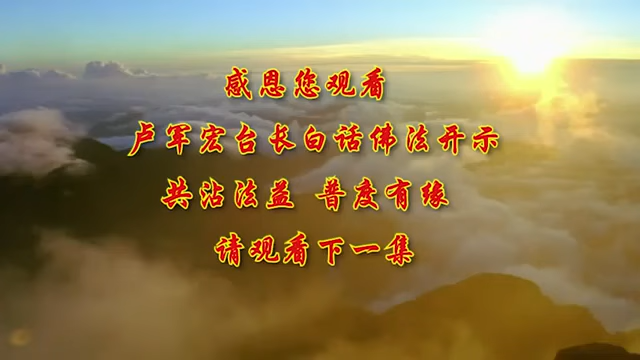 感恩您观看
卢军宏台长白话佛法开示
共沾法益 普度有缘
请观看下一集